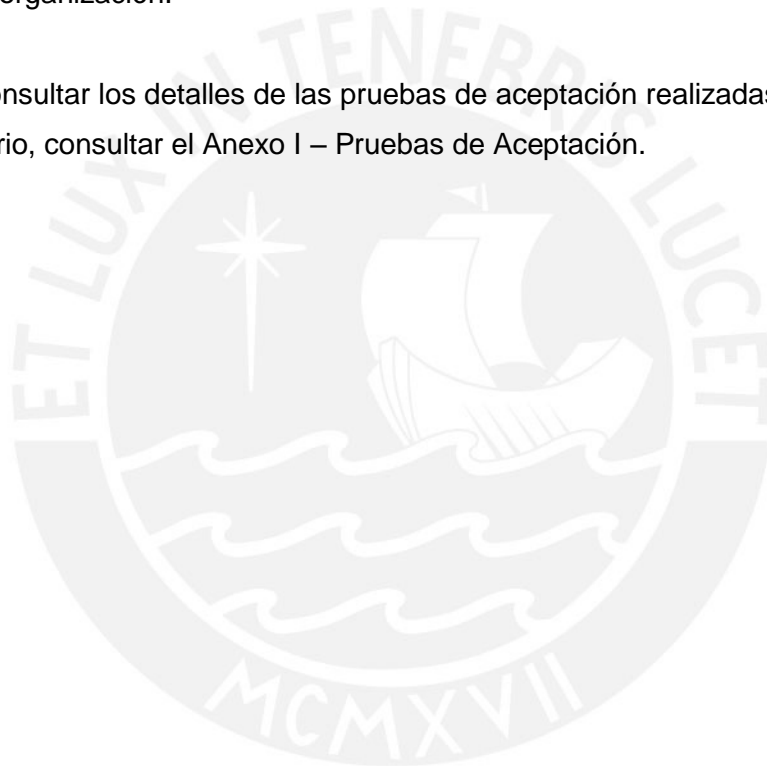 organización.
onsultar los detalles de las pruebas de aceptación realizadas
rio, consultar el Anexo I – Pruebas de Aceptación.
ET LUX IN TENEBRIS LUCET
MCMXVII